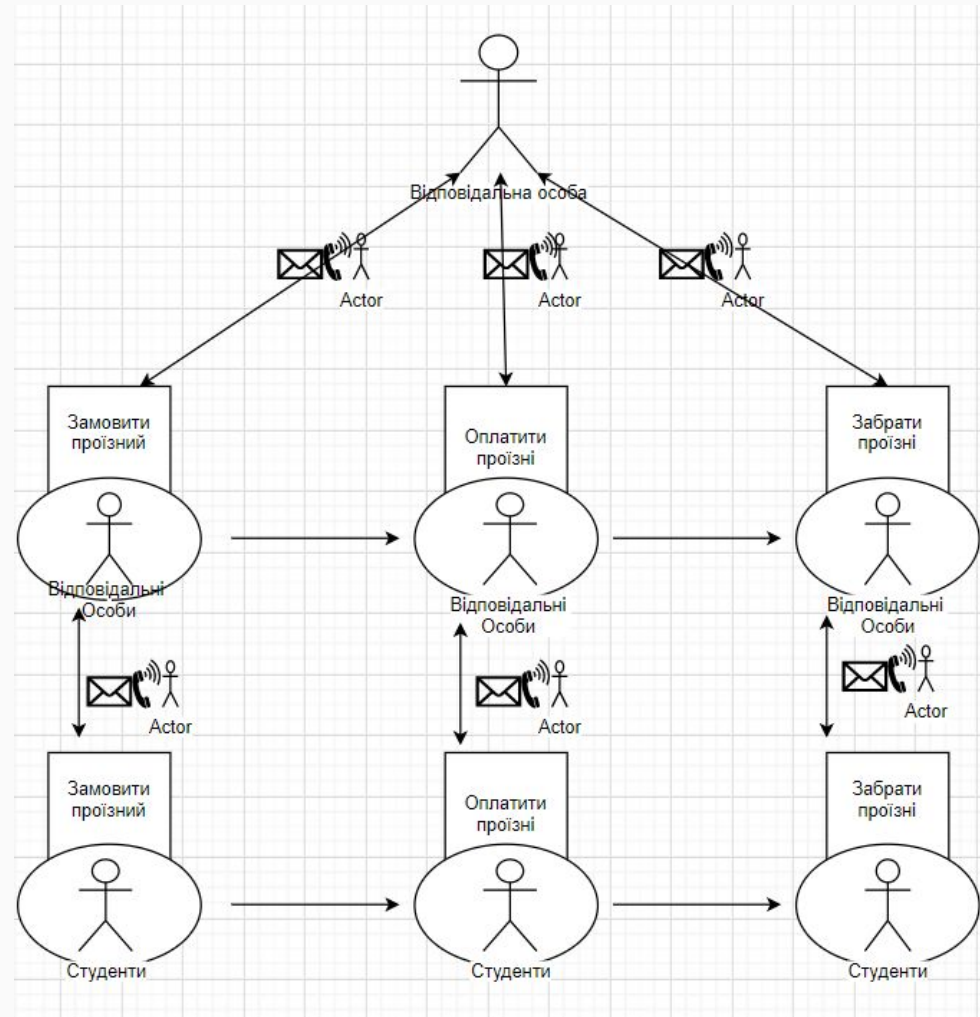 Відповідальна особа
Actor
Actor
Actor
Замовити
проїзний
Оплатити
проїзні
Забрати
проїзні
Відповідальні
Особи
Відповідальні
Особи
Відповідальні
Особи
Actor
Actor
Actor
Замовити
проїзний
Оплатити
проїзні
Забрати
проїзні
Студенти
Студенти
Студенти